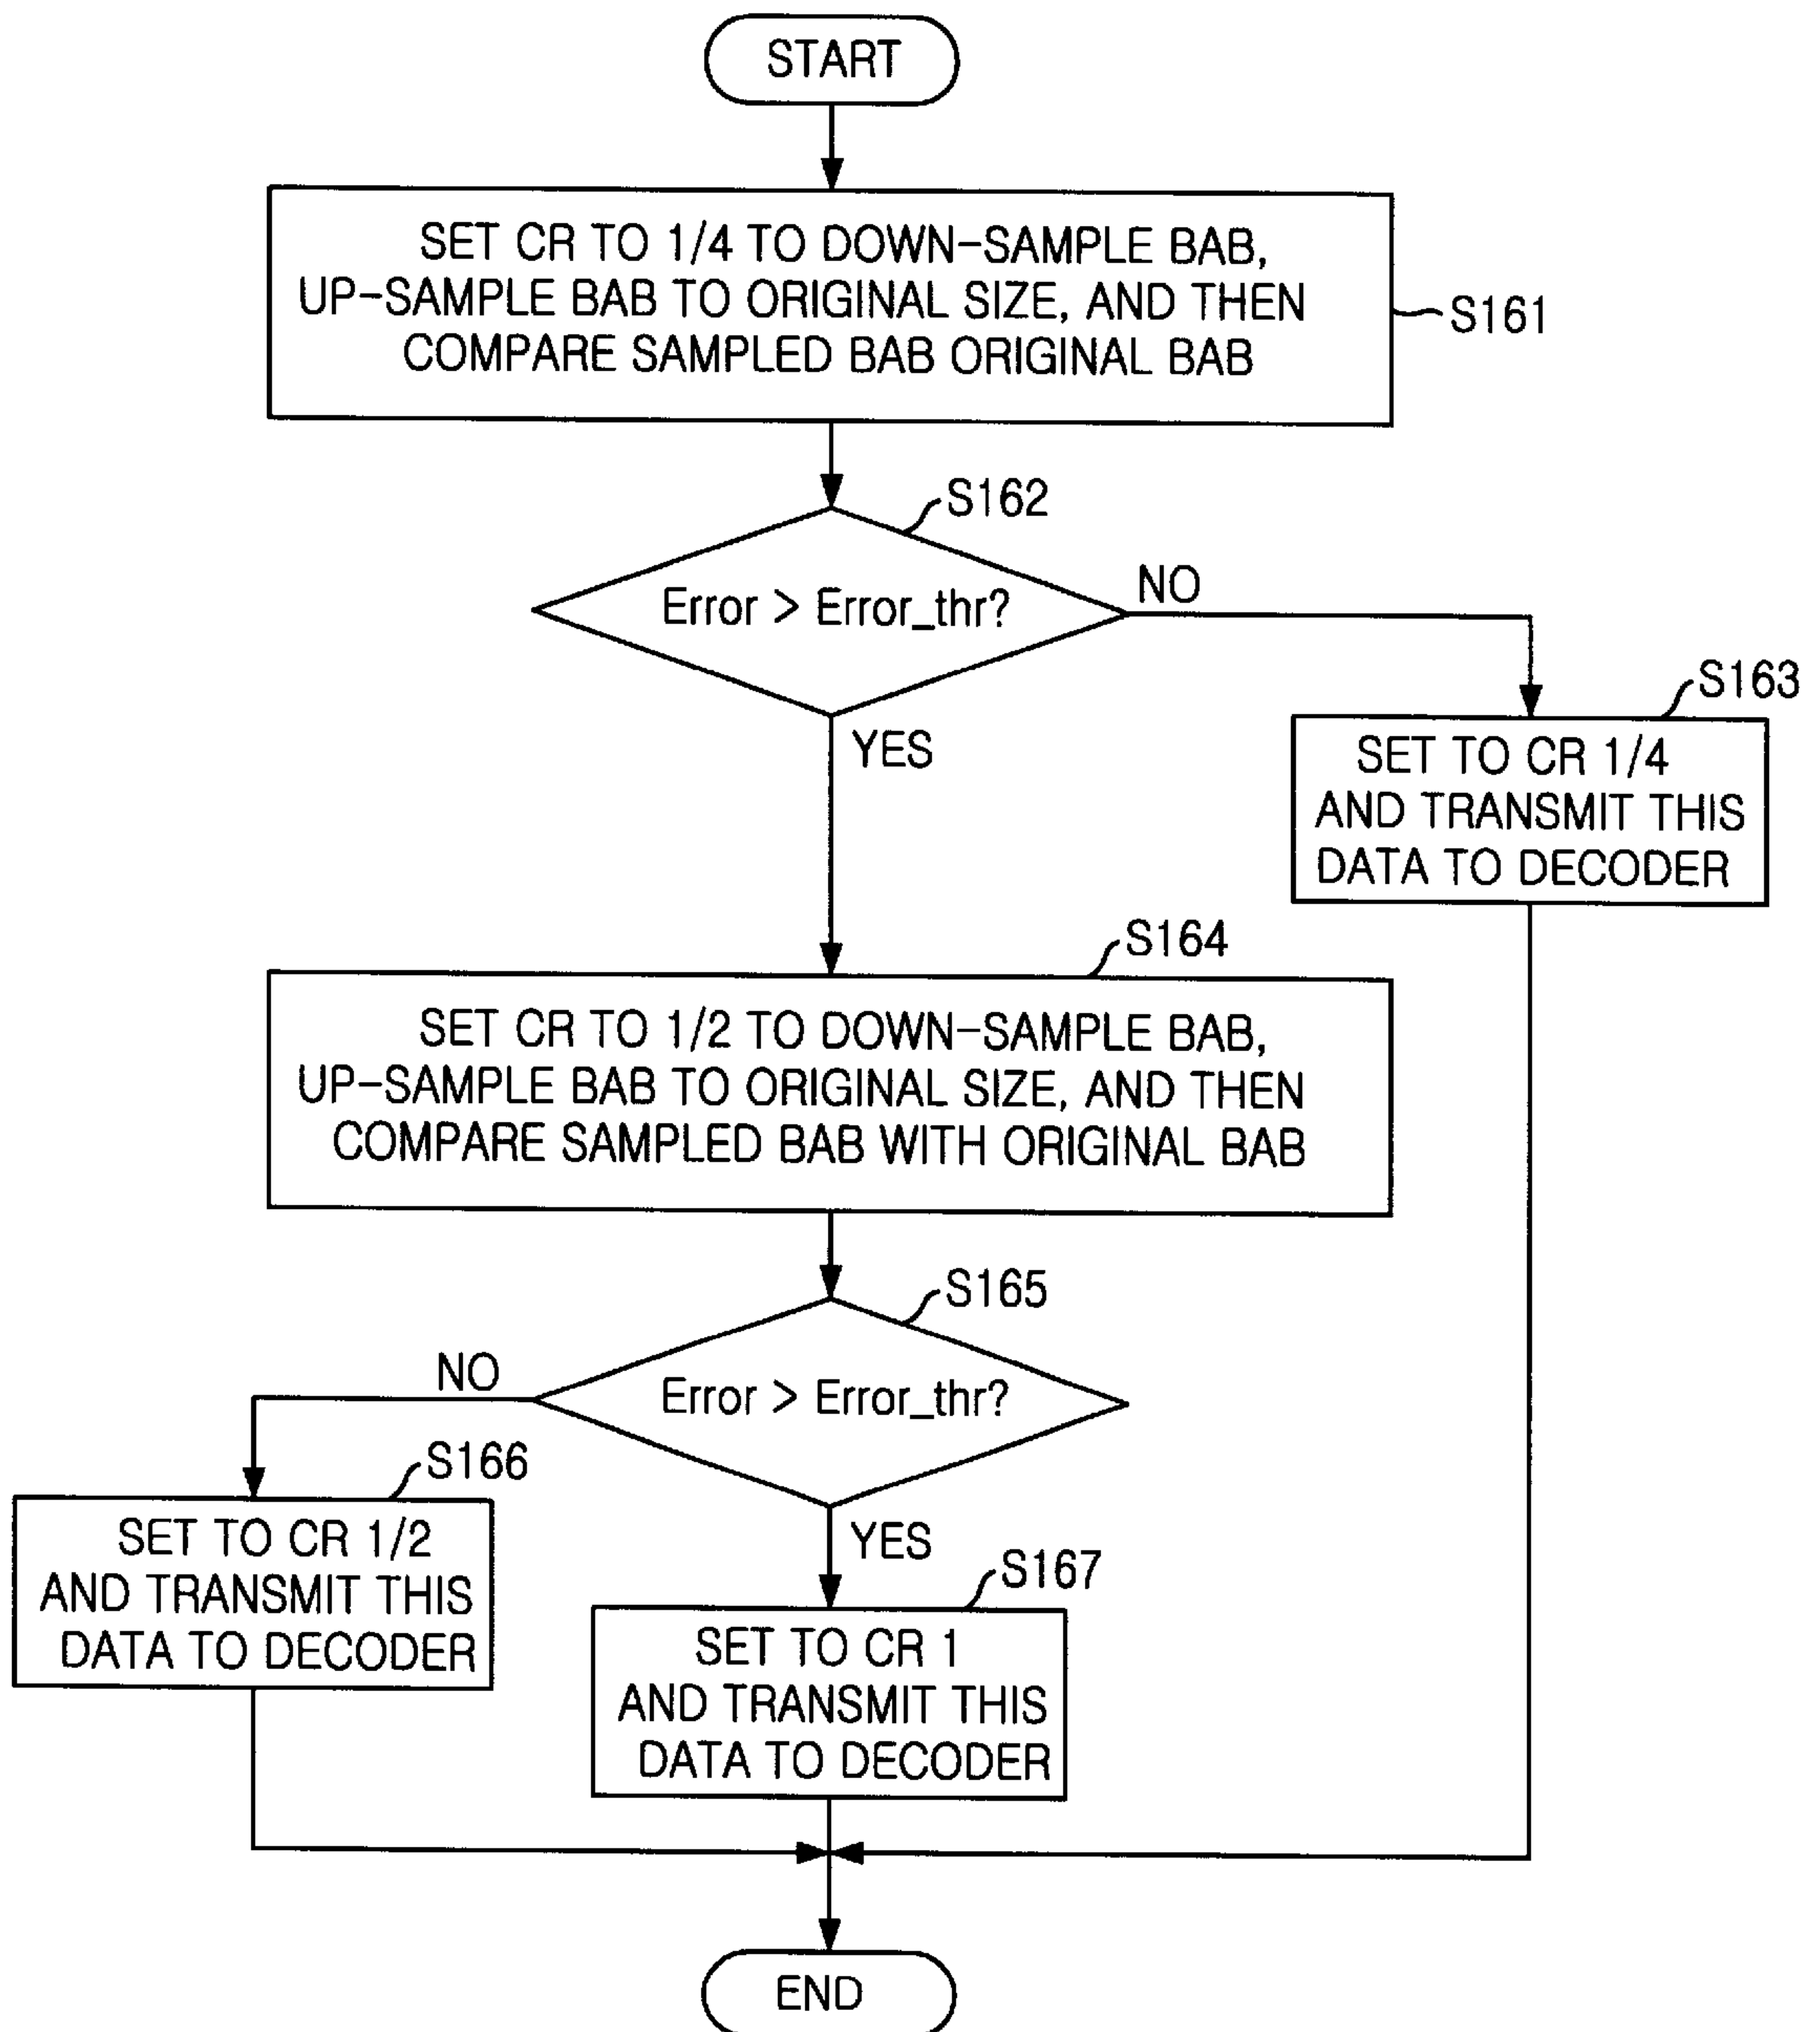 START
SET CR TO 1/4 TO DOWN-SAMPLE BAB,
UP-SAMPLE BAB TO ORIGINAL SIZE, AND THEN
COMPARE SAMPLED BAB ORIGINAL BAB
S161
S162
Error > Error_thr?
NO
YES
S163
SET TO CR 1/4
AND TRANSMIT THIS
DATA TO DECODER
S164
SET CR TO 1/2 TO DOWN-SAMPLE BAB,
UP-SAMPLE BAB TO ORIGINAL SIZE, AND THEN
COMPARE SAMPLED BAB WITH ORIGINAL BAB
S165
Error > Error_thr?
NO
YES
S166
SET TO CR 1/2
AND TRANSMIT THIS
DATA TO DECODER
S167
SET TO CR 1
AND TRANSMIT THIS
DATA TO DECODER
END